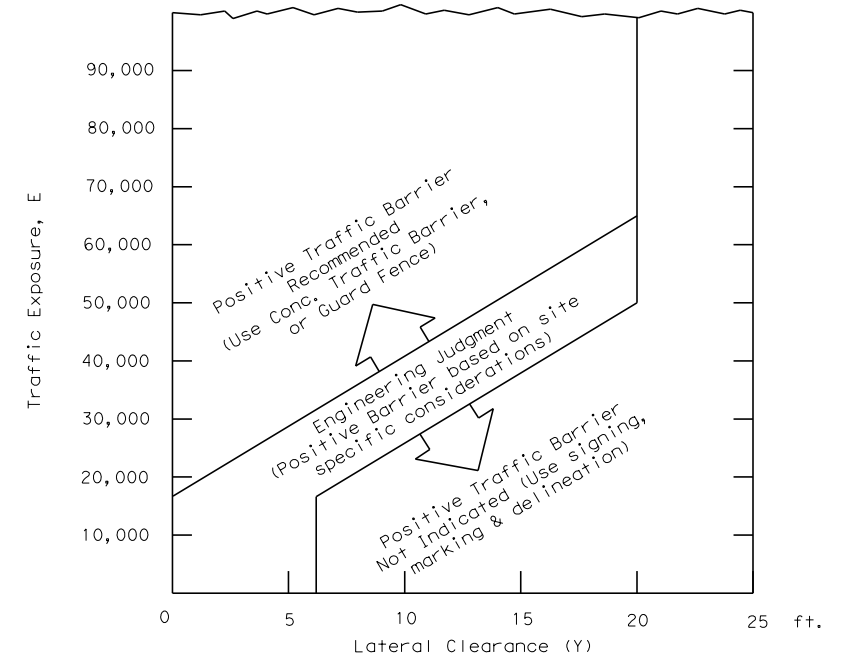 90,000
80,000
70,000
60,000
50,000
40,000
30,000
20,000
10,000
Traffic Exposure, E
Positive Traffic Barrier
Recommended
(Use Conc. Traffic Barrier,
or Guard Fence)
Engineering Judgment
(Positive Barrier based on site
specific considerations)
Positive Traffic Barrier
Not Indicated (Use signing,
marking & delineation)
0 5 10 15 20 25 ft.
Lateral Clearance (Y)